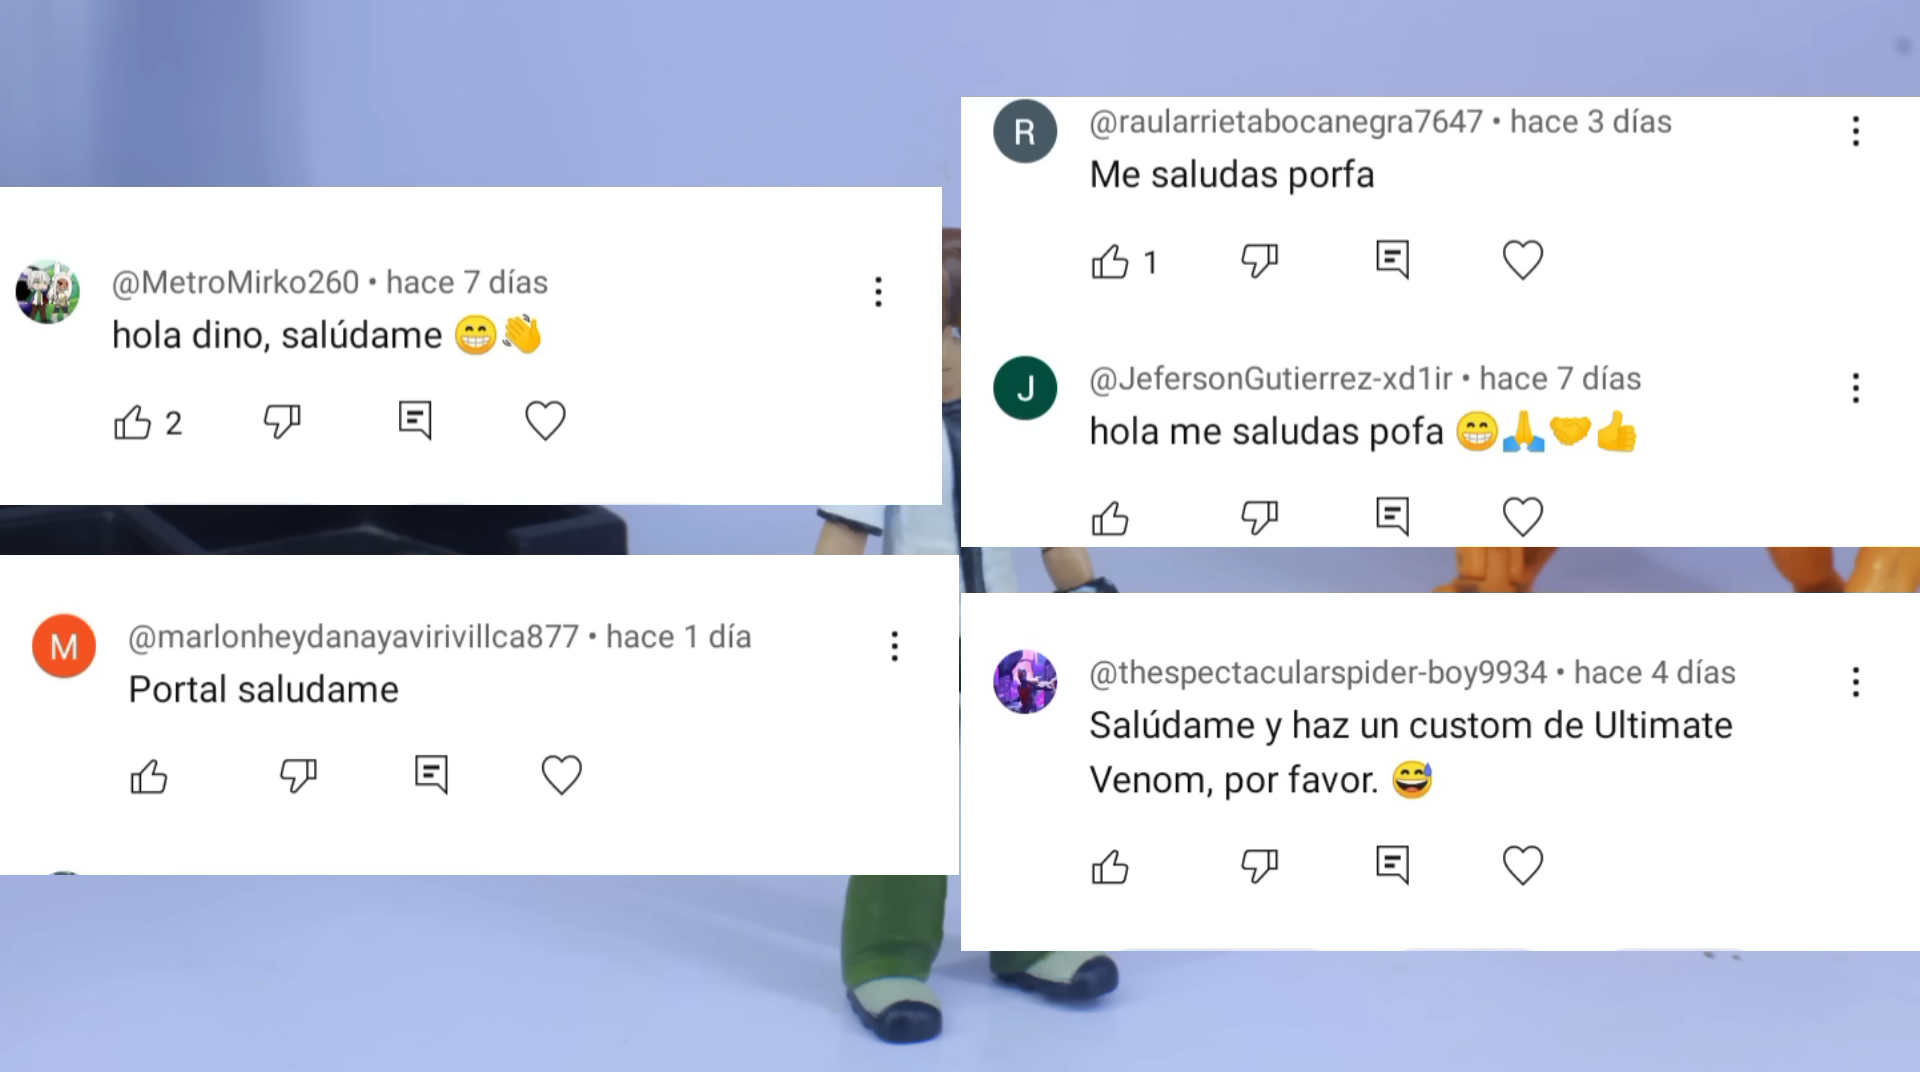 @MetroMirko260 • hace 7 días
hola dino, salúdame 😁👋
2
M
@marlonheydanayavirivillca877 • hace 1 día
Portal saludame
R
@raularrietabocanegra7647 • hace 3 días
Me saludas porfa
1
J
@JefersonGutierrez-xd1ir • hace 7 días
hola me saludas pofa 😁🙏🤝👍
@thespectacularspider-boy9934 • hace 4 días
Salúdame y haz un custom de Ultimate
Venom, por favor. 😅